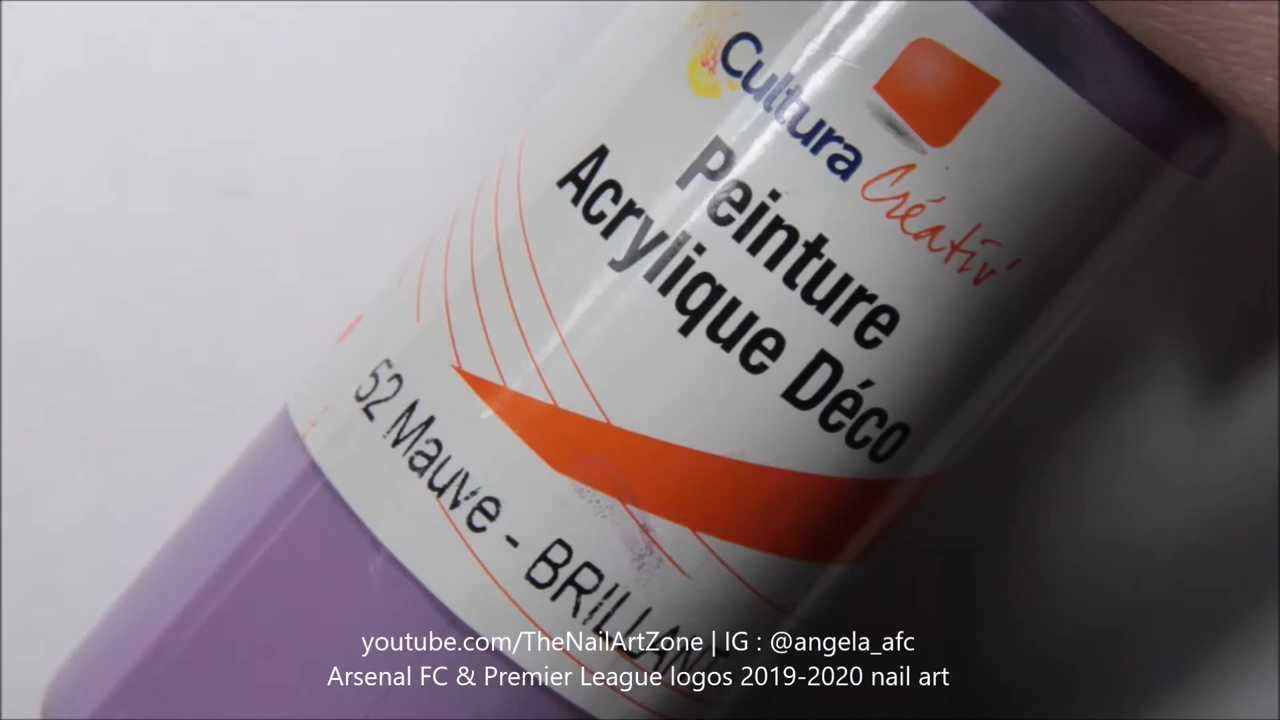 Cultura
Créativ'
Peinture
Acrylique Déco
52 Mauve - BRILLANT
youtube.com/TheNailArtZone | IG : @angela_afc
Arsenal FC & Premier League logos 2019-2020 nail art